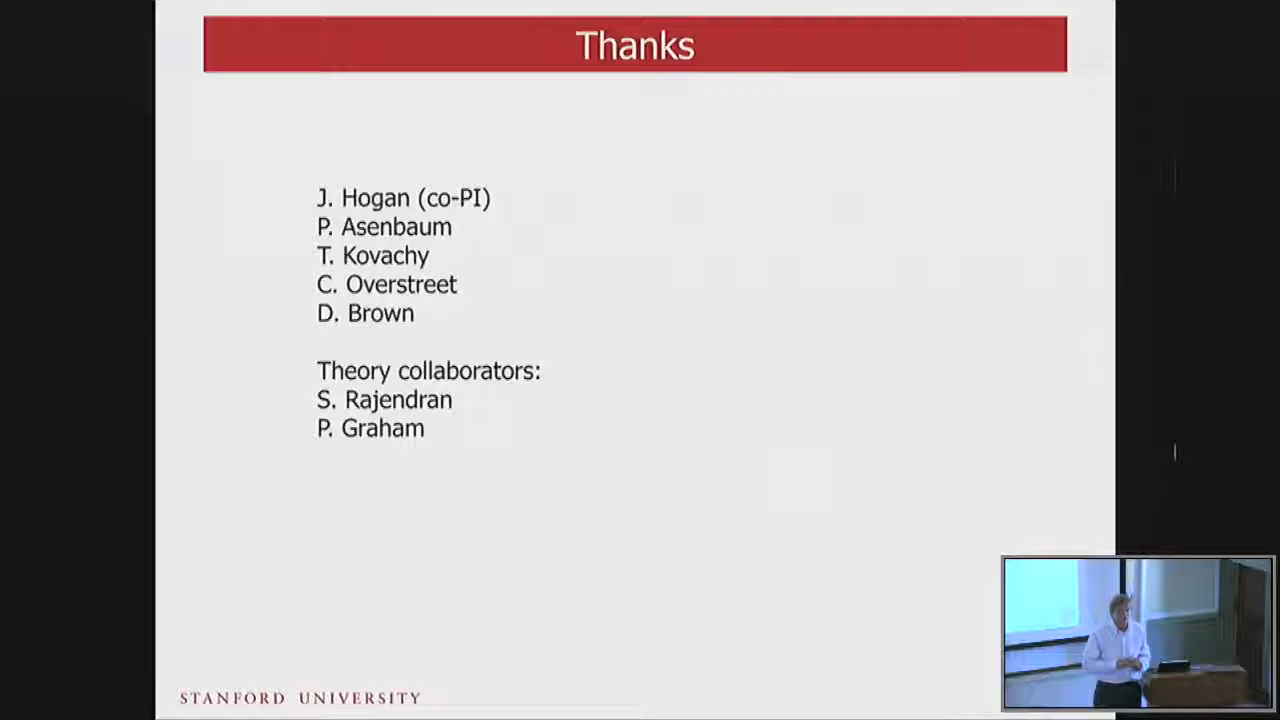 Thanks
J. Hogan (co-PI)
P. Asenbaum
T. Kovachy
C. Overstreet
D. Brown
Theory collaborators:
S. Rajendran
P. Graham
STANFORD UNIVERSITY